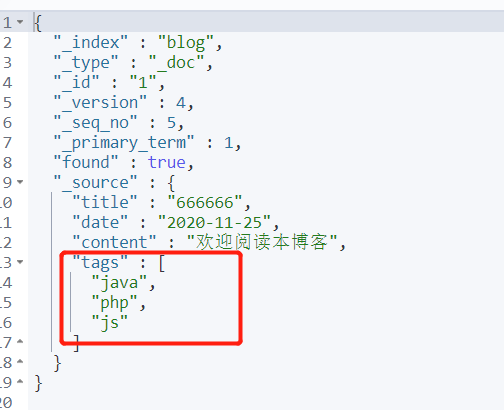 1 {
2 "_index" : "blog",
3 "_type" : "_doc",
4 "_id" : "1",
5 "_version" : 4,
6 "_seq_no" : 5,
7 "_primary_term" : 1,
8 "found" : true,
9 "_source" : {
10 "title" : "666666",
11 "date" : "2020-11-25",
12 "content" : "欢迎阅读本博客",
13 "tags" : [
14 "java",
15 "php",
16 "js"
17 ]
18 }
19 }
20